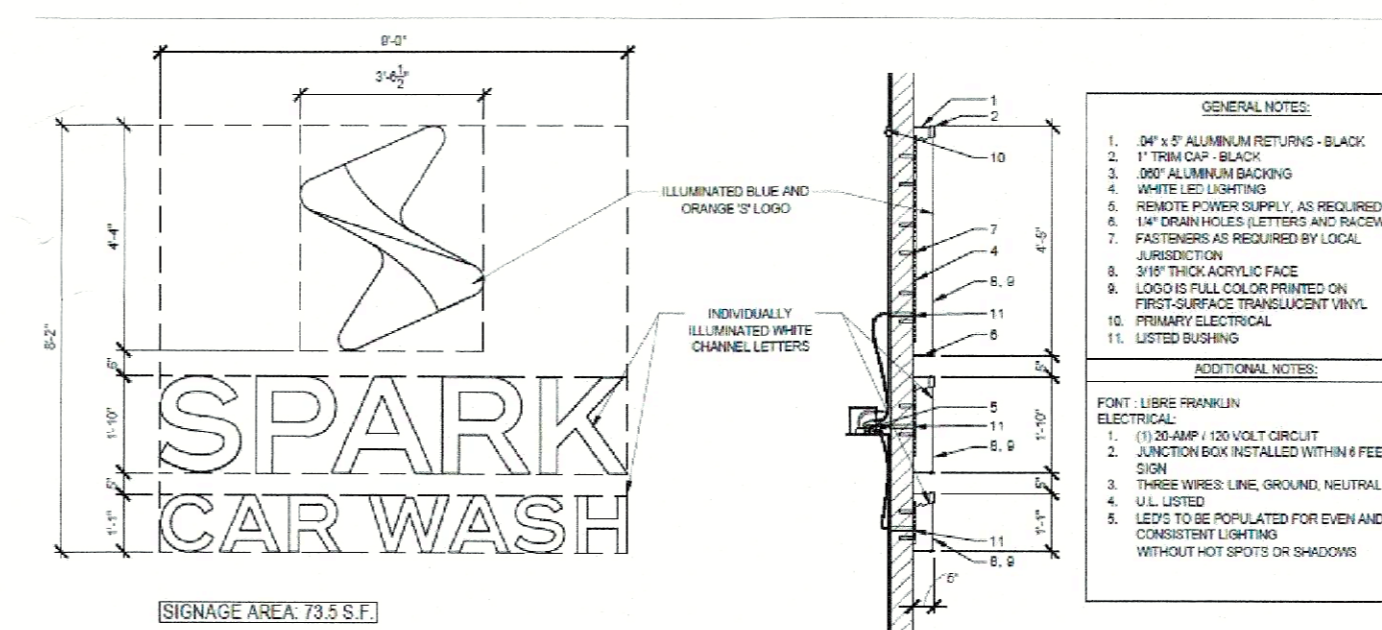 9'-0"
3'-6½"
8'-2"
4'-4"
6"
1'-10"
5"
1'-1"
SPARK
CAR WASH
SIGNAGE AREA: 73.5 S.F.
ILLUMINATED BLUE AND
ORANGE 'S' LOGO
INDIVIDUALLY
ILLUMINATED WHITE
CHANNEL LETTERS
1
2
10
7
4
8, 9
11
6
5
11
8, 9
11
8, 9
4'-5"
5"
1'-10"
5"
1'-1"
5"
GENERAL NOTES:
1. .04" x 5" ALUMINUM RETURNS - BLACK
2. 1" TRIM CAP - BLACK
3. .060" ALUMINUM BACKING
4. WHITE LED LIGHTING
5. REMOTE POWER SUPPLY, AS REQUIRED
6. 1/4" DRAIN HOLES (LETTERS AND RACEW
7. FASTENERS AS REQUIRED BY LOCAL
JURISDICTION
8. 3/16" THICK ACRYLIC FACE
9. LOGO IS FULL COLOR PRINTED ON
FIRST-SURFACE TRANSLUCENT VINYL
10. PRIMARY ELECTRICAL
11. LISTED BUSHING
ADDITIONAL NOTES:
FONT : LIBRE FRANKLIN
ELECTRICAL:
1. (1) 20-AMP / 120 VOLT CIRCUIT
2. JUNCTION BOX INSTALLED WITHIN 6 FEE
SIGN
3. THREE WIRES: LINE, GROUND, NEUTRAL
4. U.L. LISTED
5. LED'S TO BE POPULATED FOR EVEN AND
CONSISTENT LIGHTING
WITHOUT HOT SPOTS OR SHADOWS